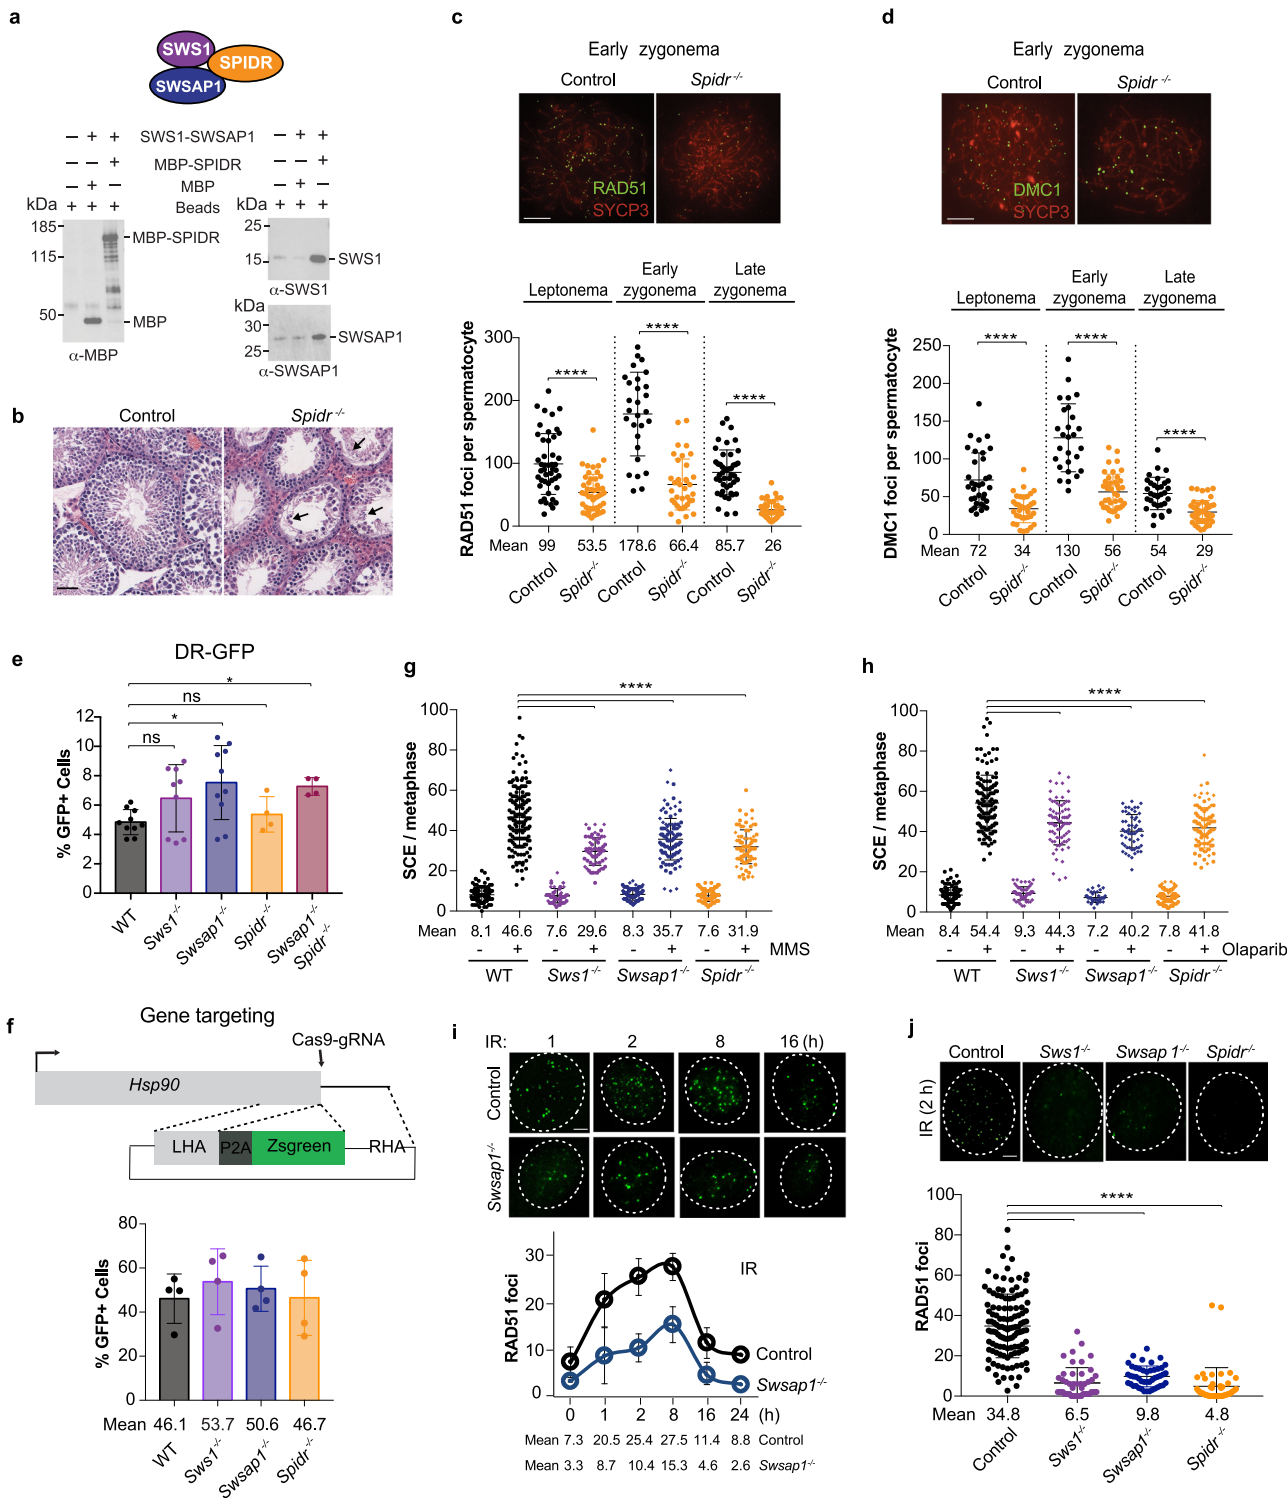 a
SWS1
SPIDR
SWSAP1
– + + SWS1-SWSAP1 – + +
– – + MBP-SPIDR – – +
– + – MBP – + –
+ + + Beads + + +
kDa
185
115
50
MBP-SPIDR
MBP
α-MBP
kDa
25
15
SWS1
α-SWS1
kDa
30
25
SWSAP1
α-SWSAP1
b
Control
Spidr -/-
c
Early zygonema
Control
Spidr -/-
RAD51
SYCP3
Leptonema
Early zygonema
Late zygonema
RAD51 foci per spermatocyte
300
200
100
0
****
****
****
Mean 99 53.5 178.6 66.4 85.7 26
Control Spidr-/- Control Spidr-/- Control Spidr-/-
d
Early zygonema
Control
Spidr -/-
DMC1
SYCP3
Leptonema
Early zygonema
Late zygonema
DMC1 foci per spermatocyte
250
200
150
100
50
0
****
****
****
Mean 72 34 130 56 54 29
Control Spidr-/- Control Spidr-/- Control Spidr-/-
e
DR-GFP
*
ns
*
ns
% GFP+ Cells
12
10
8
6
4
2
0
WT Sws1-/- Swsap1-/- Spidr-/- Swsap1-/- Spidr-/-
f
Gene targeting
Cas9-gRNA
Hsp90
LHA P2A Zsgreen RHA
% GFP+ Cells
80
60
40
20
0
Mean 46.1 53.7 50.6 46.7
WT Sws1-/- Swsap1-/- Spidr-/-
g
****
SCE / metaphase
100
80
60
40
20
0
Mean 8.1 46.6 7.6 29.6 8.3 35.7 7.6 31.9
- + - + - + - + MMS
WT Sws1-/- Swsap1-/- Spidr-/-
h
****
SCE / metaphase
100
80
60
40
20
0
Mean 8.4 54.4 9.3 44.3 7.2 40.2 7.8 41.8
- + - + - + - + Olaparib
WT Sws1-/- Swsap1-/- Spidr-/-
i
IR: 1 2 8 16 (h)
Control
Swsap1-/-
IR
RAD51 foci
30
20
10
0
Control
Swsap1-/-
0 1 2 8 16 24 (h)
Mean 7.3 20.5 25.4 27.5 11.4 8.8 Control
Mean 3.3 8.7 10.4 15.3 4.6 2.6 Swsap1-/-
j
Control Sws1-/- Swsap 1-/- Spidr/-
IR (2 h)
****
RAD51 foci
80
60
40
20
0
Mean 34.8 6.5 9.8 4.8
Control Sws1-/- Swsap1-/- Spidr-/-